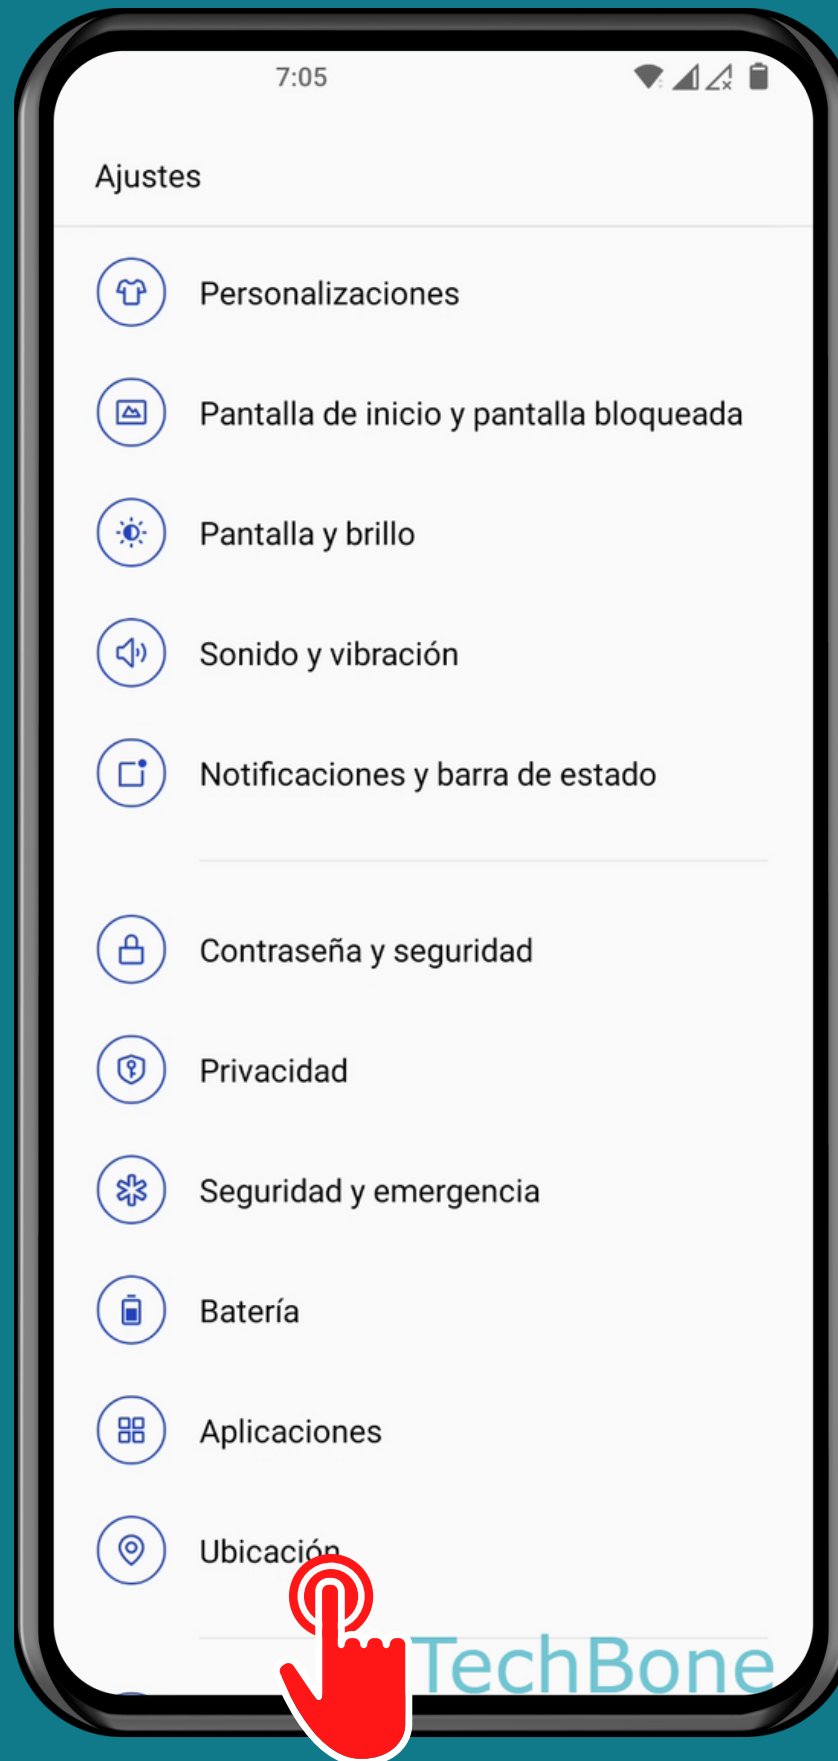 7:05
Ajustes
Personalizaciones
Pantalla de inicio y pantalla bloqueada
Pantalla y brillo
Sonido y vibración
Notificaciones y barra de estado
Contraseña y seguridad
Privacidad
Seguridad y emergencia
Batería
Aplicaciones
Ubicación
TechBone